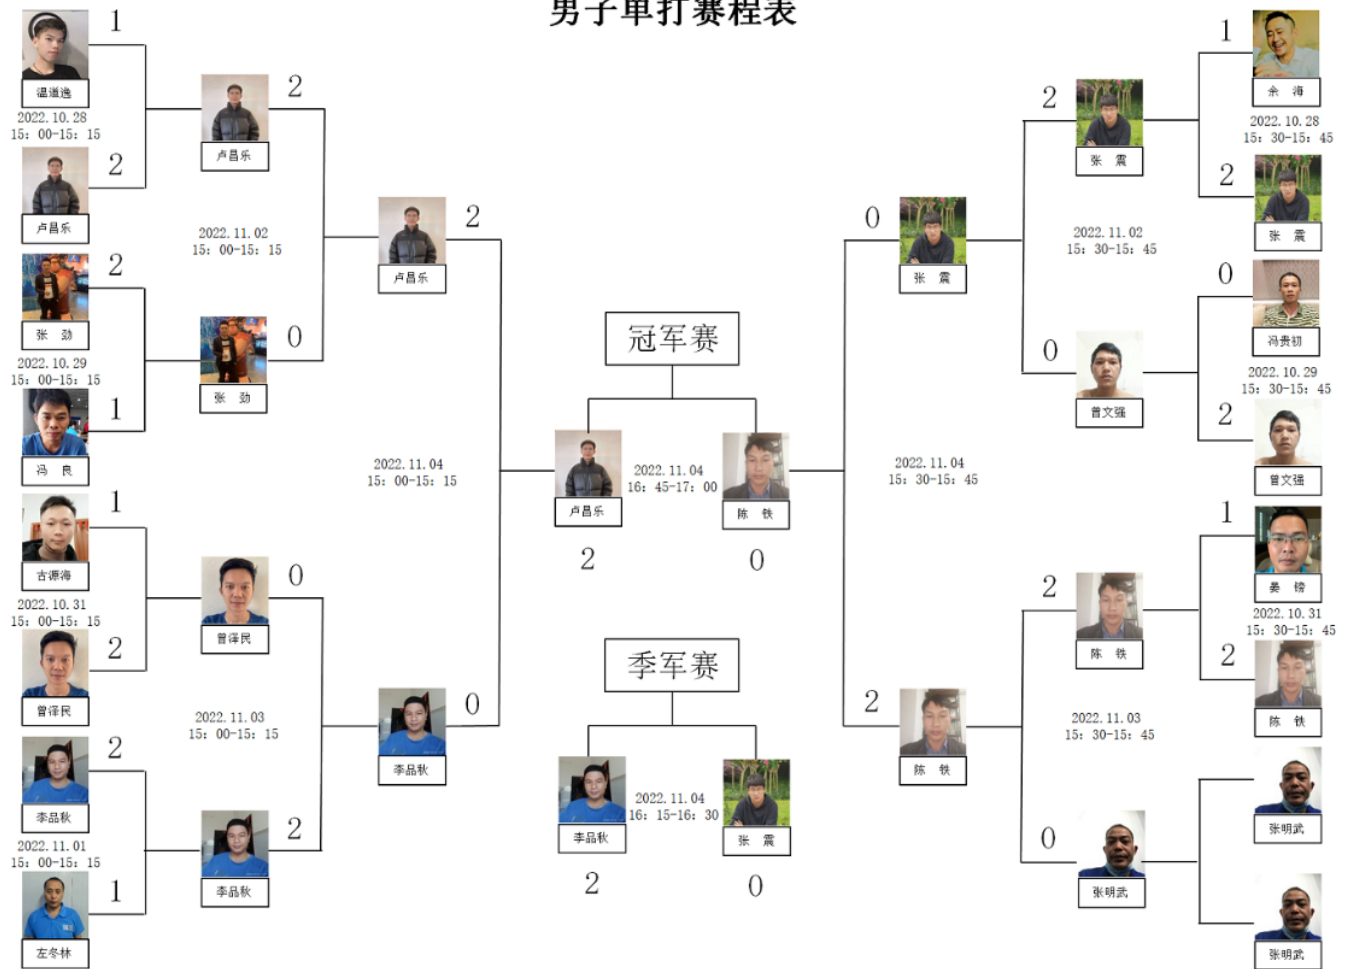 男子单打赛程表
1
温道逸
2022.10.28
15：00-15：15
2
卢昌乐
2
张 劲
2022.10.29
15：00-15：15
1
冯 良
1
古源海
2022.10.31
15：00-15：15
2
曾泽民
2
李品秋
2022.11.01
15：00-15：15
1
左冬林
2
卢昌乐
2022.11.02
15：00-15：15
0
张 劲
0
曾泽民
2022.11.03
15：00-15：15
2
李品秋
2
卢昌乐
2022.11.04
15：00-15：15
0
李品秋
冠军赛
卢昌乐
2022.11.04
16：45-17：00
陈 铁
2
0
季军赛
李品秋
2022.11.04
16：15-16：30
张 震
2
0
0
张 震
2022.11.04
15：30-15：45
2
陈 铁
2
张 震
2022.11.02
15：30-15：45
0
曾文强
2
陈 铁
2022.11.03
15：30-15：45
0
张明武
1
余 海
2022.10.28
15：30-15：45
2
张 震
0
冯贵初
2022.10.29
15：30-15：45
2
曾文强
1
晏 镑
2022.10.31
15：30-15：45
2
陈 铁
张明武
张明武